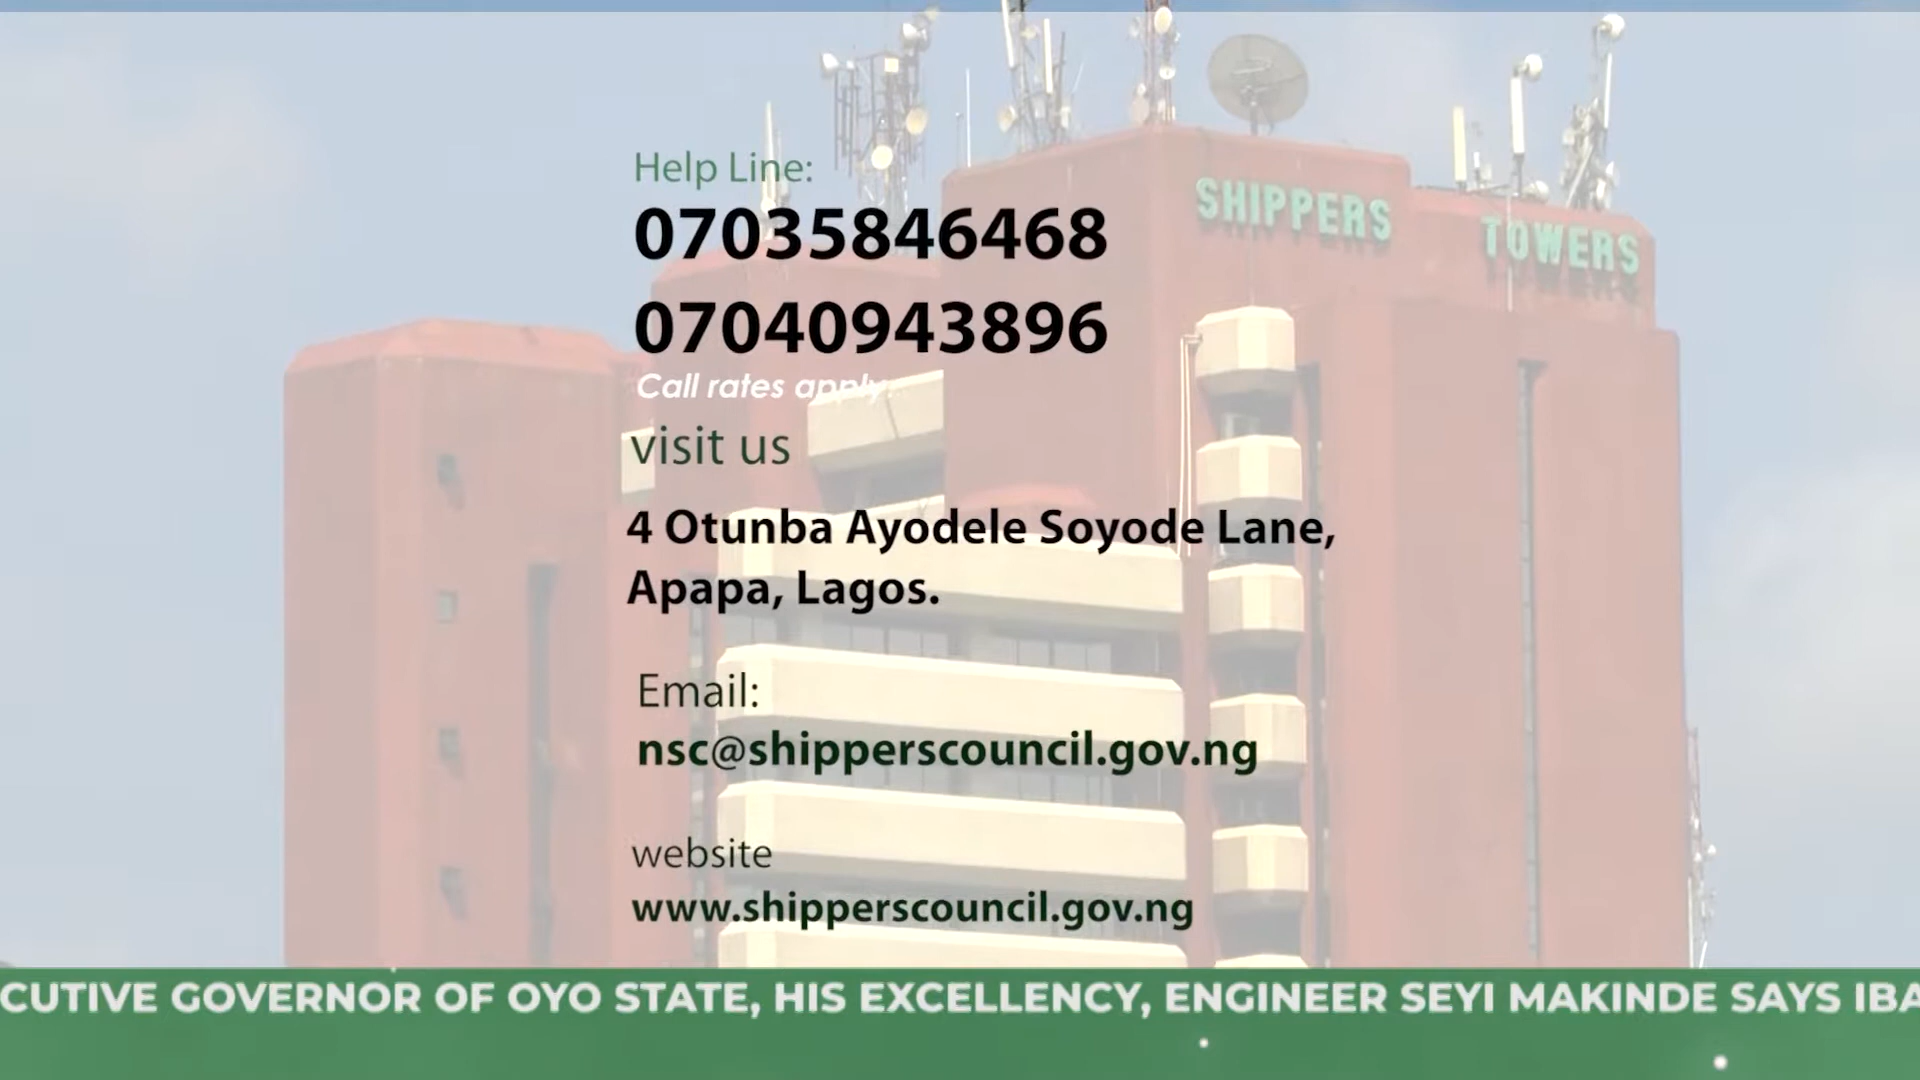 SHIPPERS TOWERS
Help Line:
07035846468
07040943896
Call rates apply...
visit us
4 Otunba Ayodele Soyode Lane,
Apapa, Lagos.
Email:
nsc@shipperscouncil.gov.ng
website
www.shipperscouncil.gov.ng
CUTIVE GOVERNOR OF OYO STATE, HIS EXCELLENCY, ENGINEER SEYI MAKINDE SAYS IBA